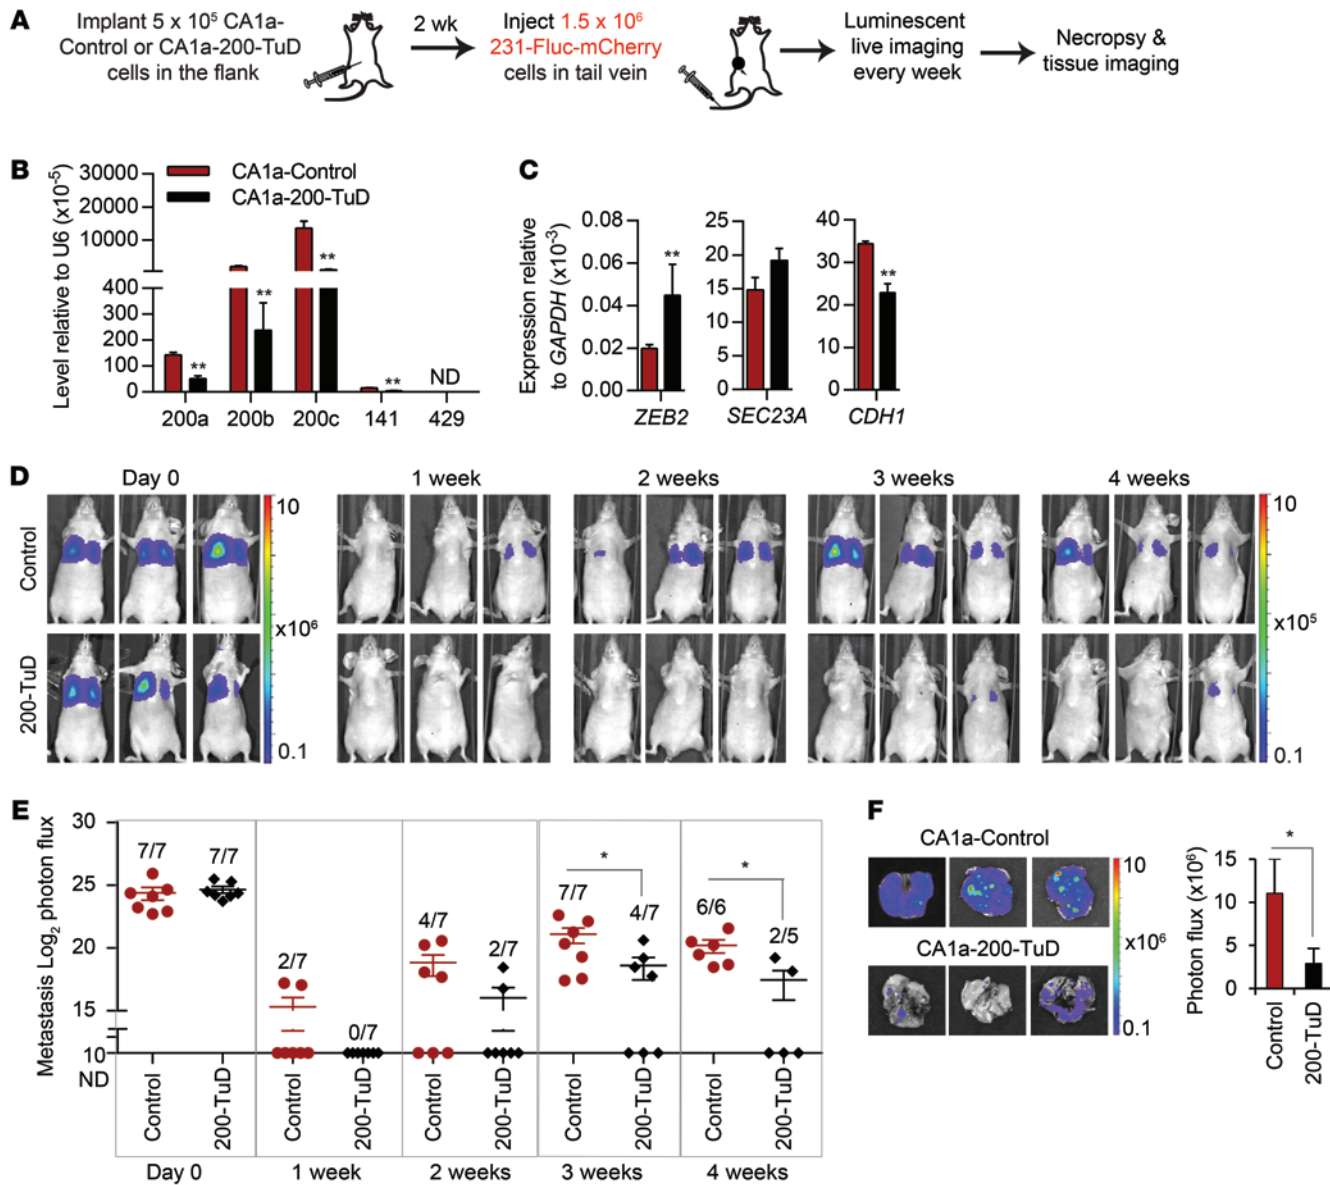 A
Implant 5 x 10⁵ CA1a-
Control or CA1a-200-TuD
cells in the flank
2 wk
Inject 1.5 x 10⁶
231-Fluc-mCherry
cells in tail vein
Luminescent
live imaging
every week
Necropsy &
tissue imaging
B
Level relative to U6 (x10⁻⁵)
30000
20000
10000
400
300
200
100
0
CA1a-Control
CA1a-200-TuD
**
**
**
**
ND
200a
200b
200c
141
429
C
Expression relative
to GAPDH (x10⁻³)
0.08
0.06
0.04
0.02
0.00
**
ZEB2
25
20
15
10
5
0
SEC23A
40
30
20
10
0
**
CDH1
D
Day 0
1 week
2 weeks
3 weeks
4 weeks
Control
200-TuD
10
x10⁶
0.1
10
x10⁵
0.1
E
Metastasis Log₂ photon flux
30
25
20
15
10
ND
7/7
7/7
2/7
0/7
4/7
2/7
*
7/7
4/7
*
6/6
2/5
Control
200-TuD
Control
200-TuD
Control
200-TuD
Control
200-TuD
Control
200-TuD
Day 0
1 week
2 weeks
3 weeks
4 weeks
F
CA1a-Control
CA1a-200-TuD
10
x10⁶
0.1
Photon flux (x10⁶)
15
10
5
0
*
Control
200-TuD